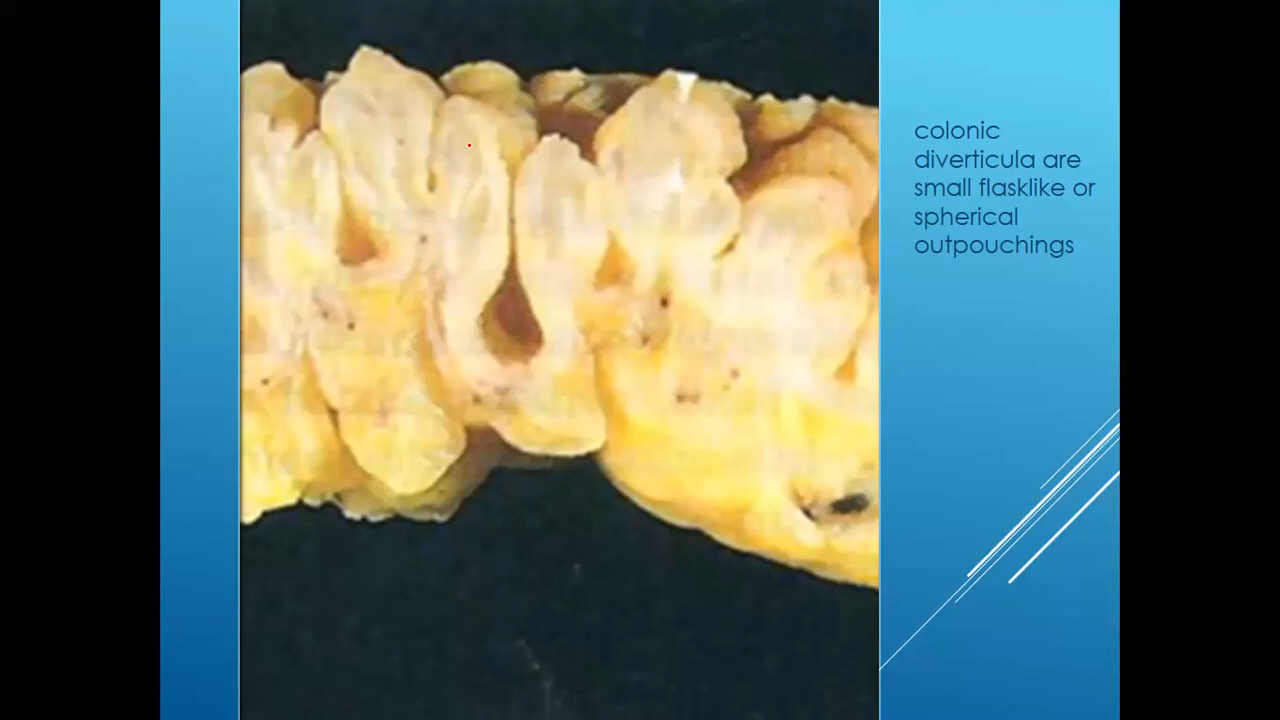 colonic
diverticula are
small flasklike or
spherical
outpouchings